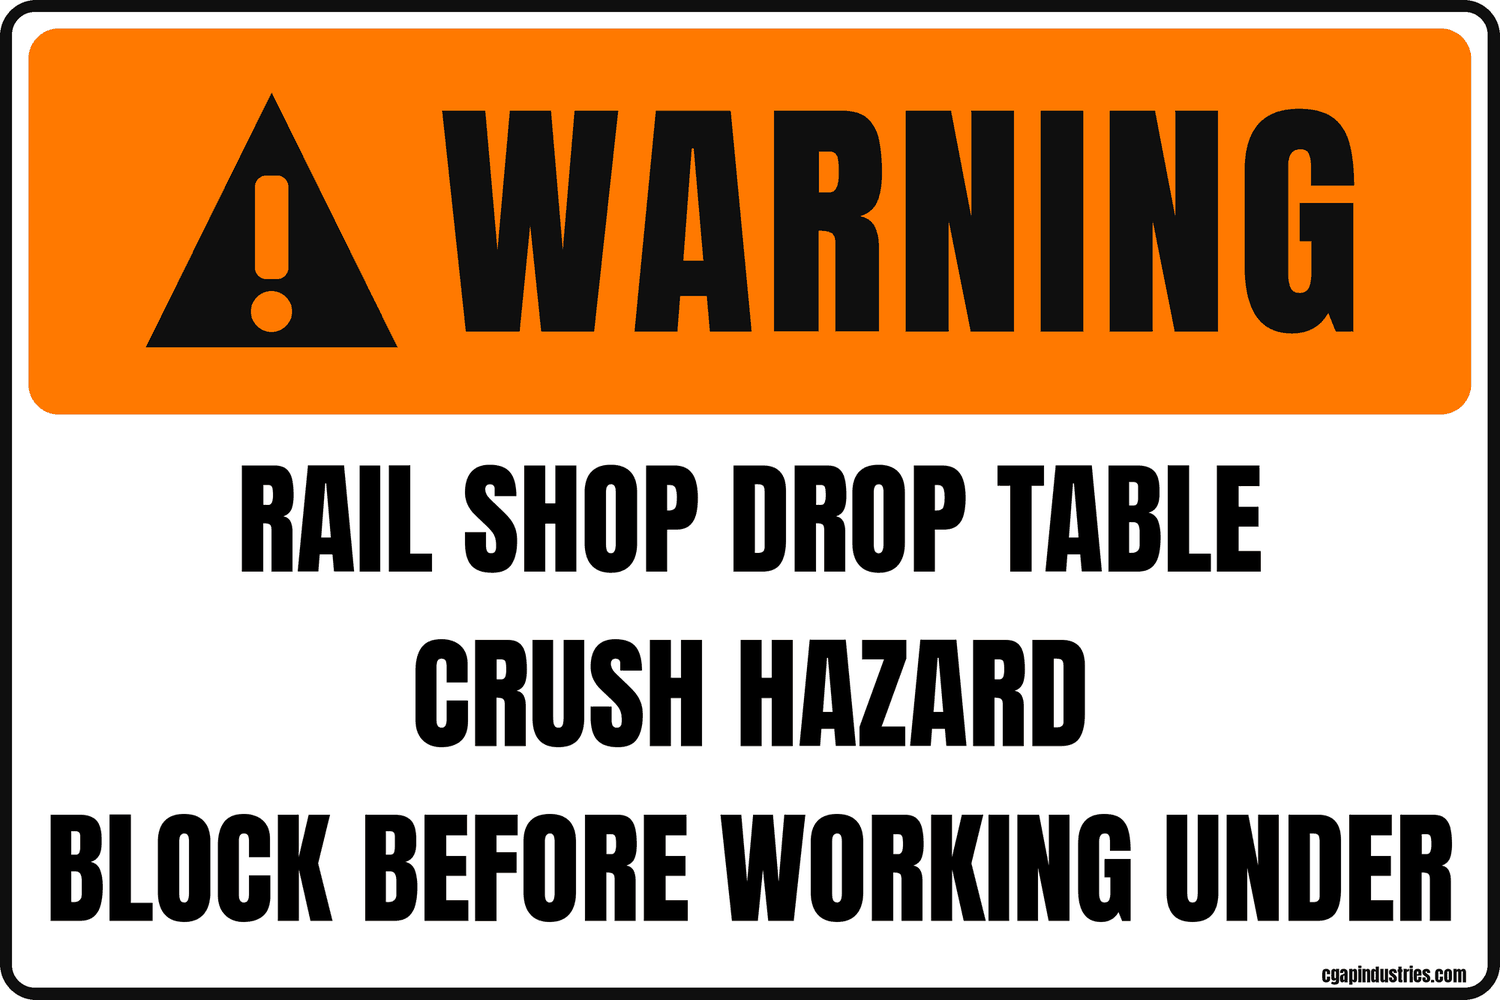 WARNING
RAIL SHOP DROP TABLE
CRUSH HAZARD
BLOCK BEFORE WORKING UNDER
cgapindustries.com